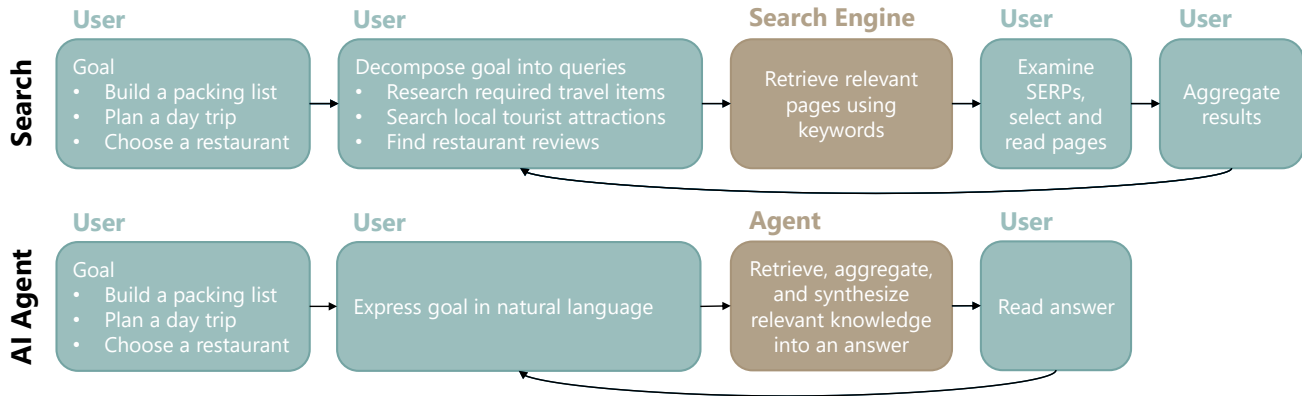 Search
User
Goal
• Build a packing list
• Plan a day trip
• Choose a restaurant
User
Decompose goal into queries
• Research required travel items
• Search local tourist attractions
• Find restaurant reviews
Search Engine
Retrieve relevant
pages using
keywords
User
Examine
SERPs,
select and
read pages
User
Aggregate
results
AI Agent
User
Goal
• Build a packing list
• Plan a day trip
• Choose a restaurant
User
Express goal in natural language
Agent
Retrieve, aggregate,
and synthesize
relevant knowledge
into an answer
User
Read answer